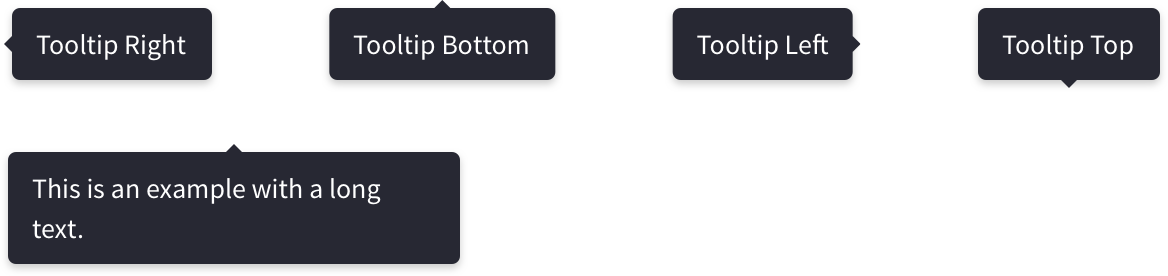 Tooltip Right
Tooltip Bottom
Tooltip Left
Tooltip Top
This is an example with a long
text.